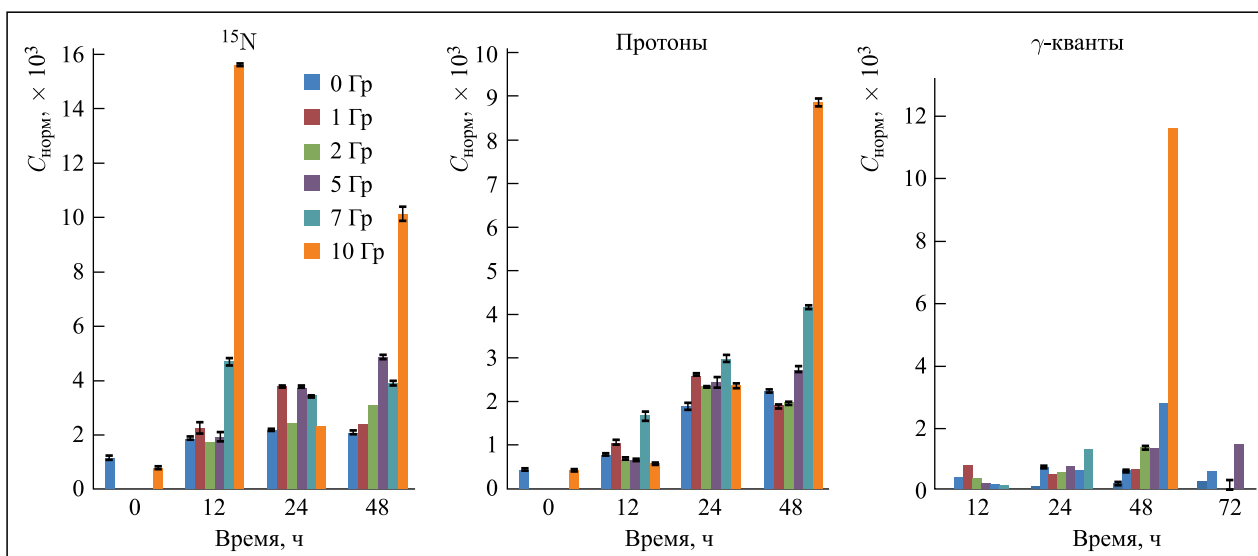 ¹⁵N
C норм, × 10³
16
14
12
10
8
6
4
2
0
0 Гр
1 Гр
2 Гр
5 Гр
7 Гр
10 Гр
0 12 24 48
Время, ч
Протоны
C норм, × 10³
10
9
8
7
6
5
4
3
2
1
0
0 12 24 48
Время, ч
γ-кванты
C норм, × 10³
12
10
8
6
4
2
0
12 24 48 72
Время, ч